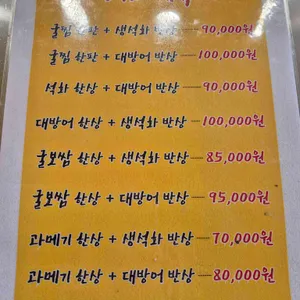 굴찜 한판 + 생석화 반상 — 90,000원
굴찜 한판 + 대방어 반상 — 100,000원
석화 한상 + 대방어 반상 — 90,000원
대방어 한상 + 생석화 반상 — 100,000원
굴보쌈 한상 + 생석화 반상 — 85,000원
굴보쌈 한상 + 대방어 반상 — 95,000원
과메기 한상 + 생석화 반상 — 70,000원
과메기 한상 + 대방어 반상 — 80,000원